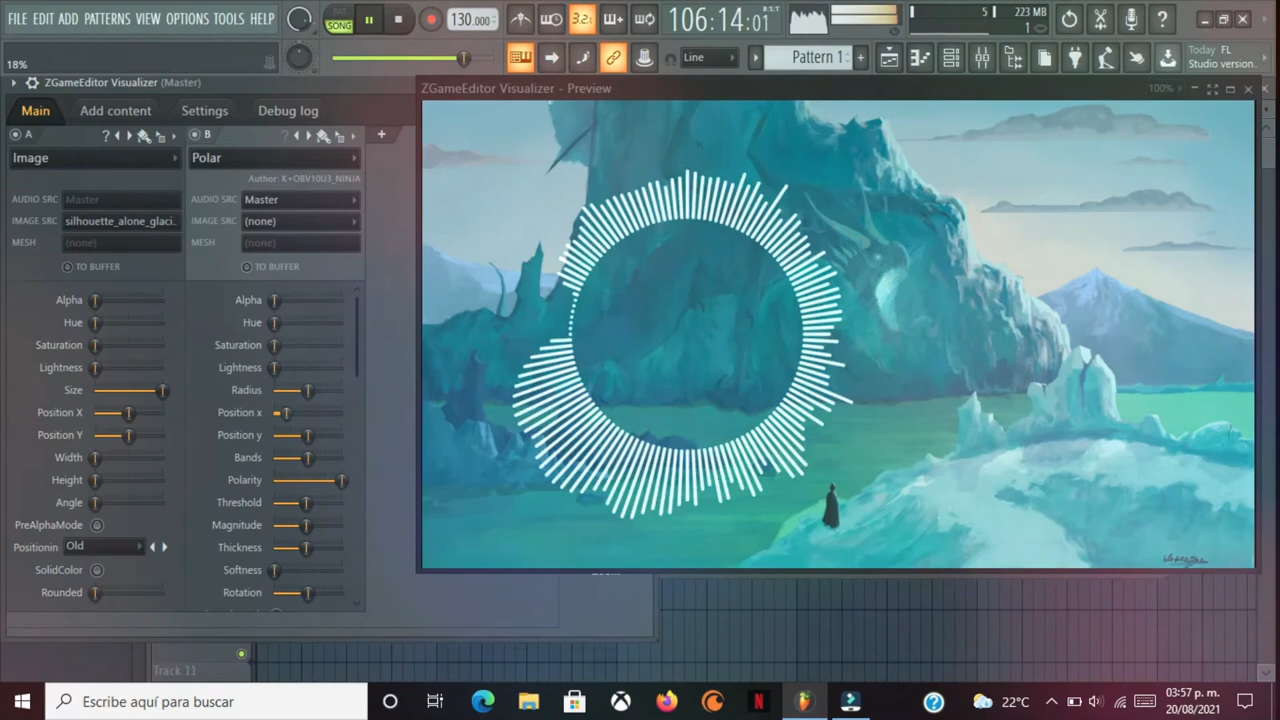 FILE EDIT ADD PATTERNS VIEW OPTIONS TOOLS HELP
SONG
130.000
3.2
106:14:01
B:S:T
5
223 MB
1
18%
Line
Pattern 1
Today FL
Studio version..
ZGameEditor Visualizer (Master)
Main
Add content
Settings
Debug log
A
Image
AUDIO SRC Master
IMAGE SRC silhouette_alone_glaci..
MESH (none)
TO BUFFER
Alpha
Hue
Saturation
Lightness
Size
Position X
Position Y
Width
Height
Angle
PreAlphaMode
Positionin Old
SolidColor
Rounded
B
Polar
Author: K+OBV10U3_NINJA
AUDIO SRC Master
IMAGE SRC (none)
MESH (none)
TO BUFFER
Alpha
Hue
Saturation
Lightness
Radius
Position x
Position y
Bands
Polarity
Threshold
Magnitude
Thickness
Softness
Rotation
ZGameEditor Visualizer - Preview
100%
Track 11
Escribe aquí para buscar
22°C
03:57 p. m.
20/08/2021